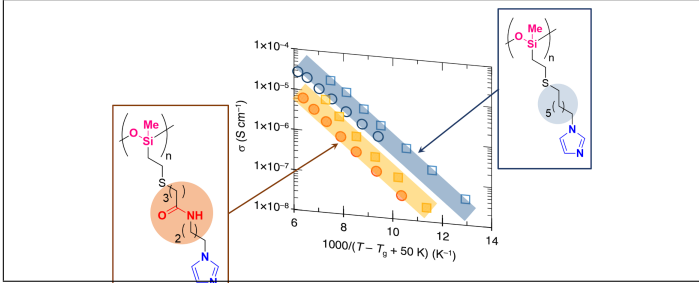 Me
O
Si
n
S
3
O
NH
2
N
N
σ (S cm⁻¹)
1×10⁻⁴
1×10⁻⁵
1×10⁻⁶
1×10⁻⁷
1×10⁻⁸
6 8 10 12 14
1000/(T – Tg + 50 K) (K⁻¹)
Me
O
Si
n
S
5
N
N